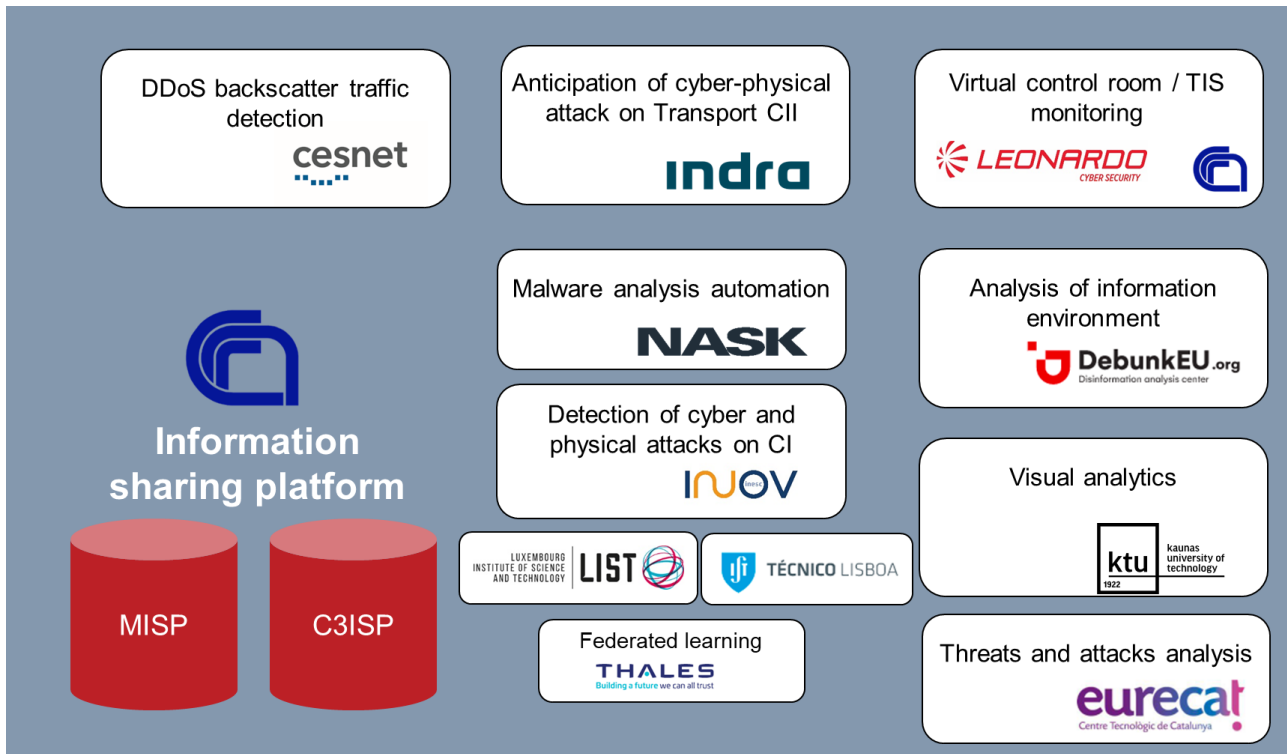 DDoS backscatter traffic
detection
cesnet
Anticipation of cyber-physical
attack on Transport CII
indra
Virtual control room / TIS
monitoring
LEONARDO
CYBER SECURITY
Malware analysis automation
NASK
Analysis of information
environment
DebunkEU.org
Disinformation analysis center
Information
sharing platform
MISP
C3ISP
Detection of cyber and
physical attacks on CI
INOV
inesc
LUXEMBOURG
INSTITUTE OF SCIENCE
AND TECHNOLOGY
LIST
TÉCNICO LISBOA
Federated learning
THALES
Building a future we can all trust
Visual analytics
ktu
1922
kaunas
university of
technology
Threats and attacks analysis
eurecat
Centre Tecnològic de Catalunya